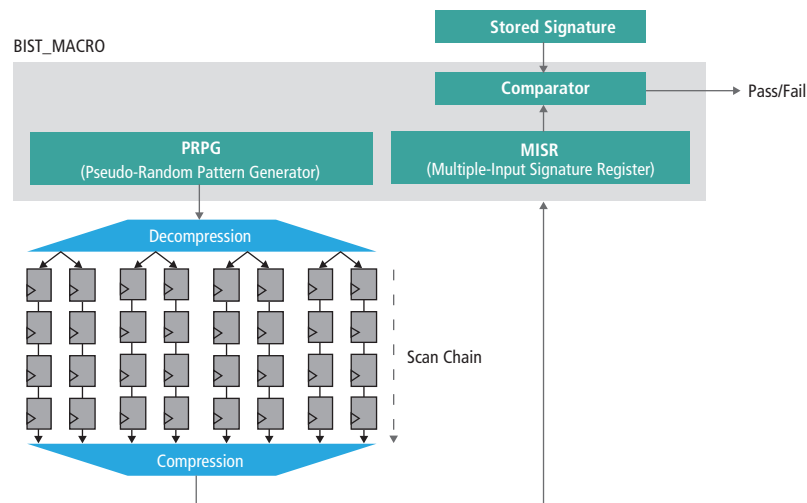 Stored Signature
BIST_MACRO
Comparator
Pass/Fail
PRPG
(Pseudo-Random Pattern Generator)
MISR
(Multiple-Input Signature Register)
Decompression
Scan Chain
Compression